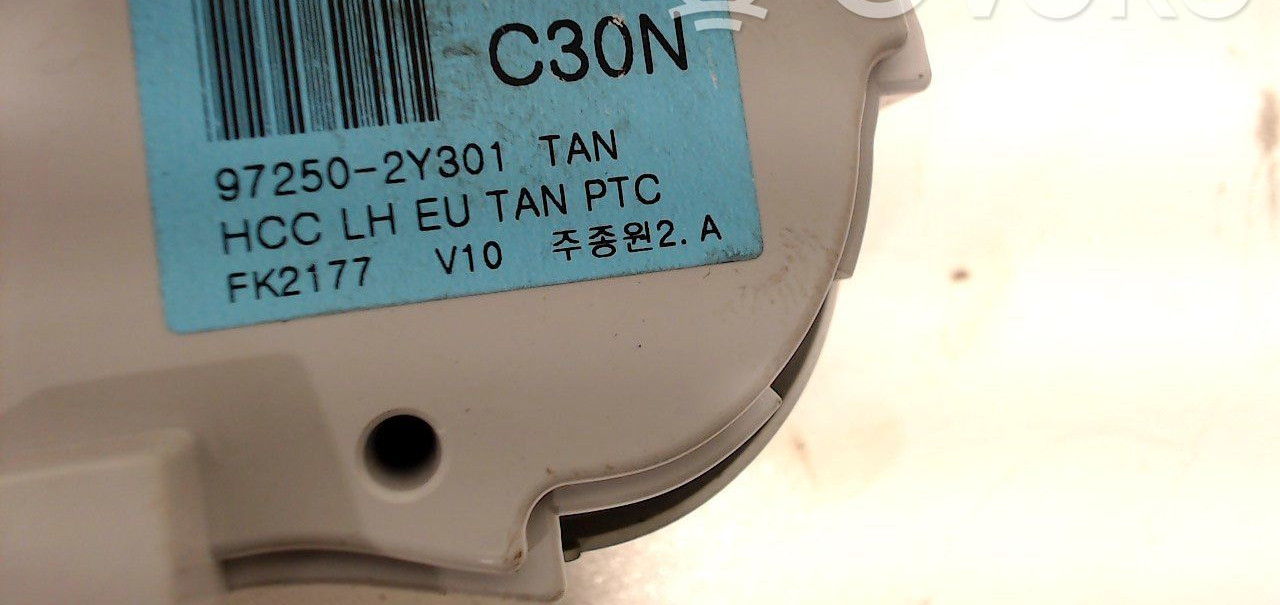 C30N
97250-2Y301 TAN
HCC LH EU TAN PTC
FK2177 V10 주종원2. A